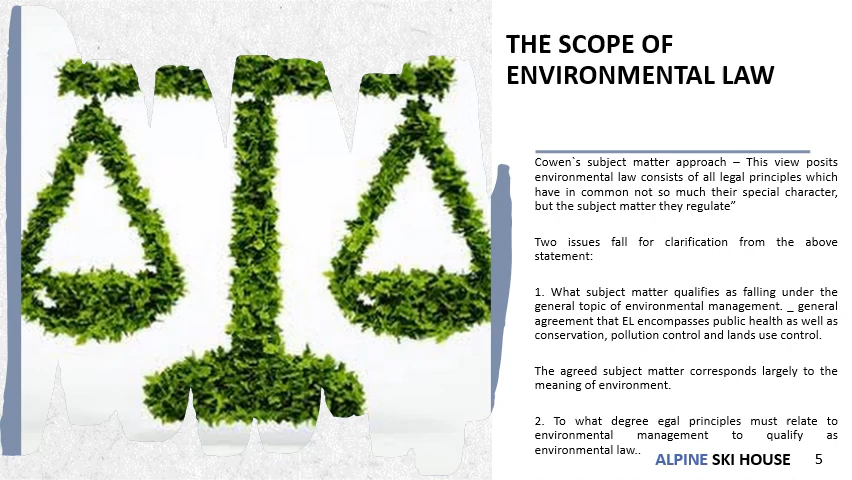 THE SCOPE OF
ENVIRONMENTAL LAW
Cowen`s subject matter approach – This view posits
environmental law consists of all legal principles which
have in common not so much their special character,
but the subject matter they regulate”
Two issues fall for clarification from the above
statement:
1. What subject matter qualifies as falling under the
general topic of environmental management. _ general
agreement that EL encompasses public health as well as
conservation, pollution control and lands use control.
The agreed subject matter corresponds largely to the
meaning of environment.
2. To what degree egal principles must relate to
environmental management to qualify as
environmental law..
ALPINE SKI HOUSE 5